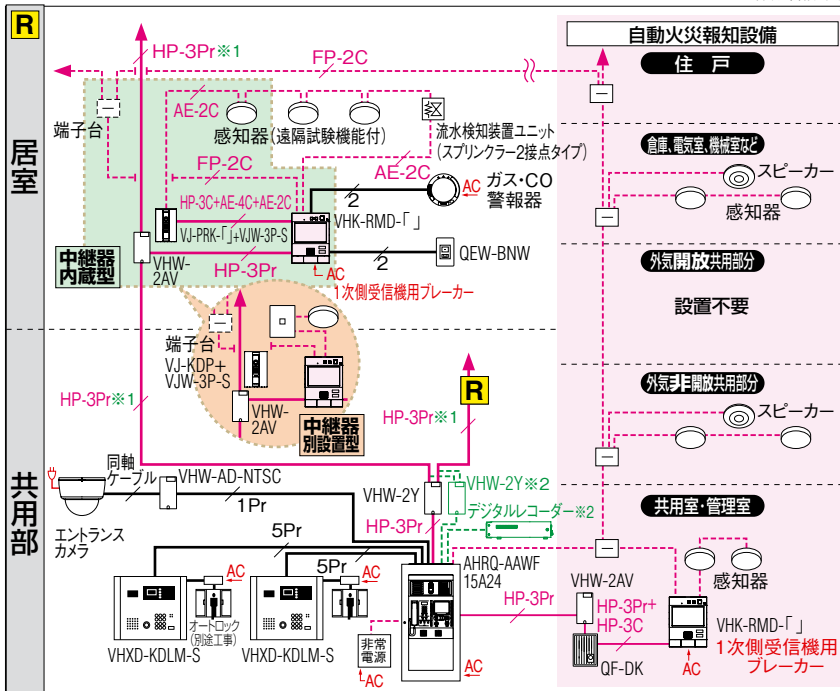 R
HP-3Pr※1
FP-2C
自動火災報知設備
住戸
端子台
AE-2C
感知器(遠隔試験機能付)
流水検知装置ユニット
(スプリンクラー2接点タイプ)
FP-2C
AE-2C
倉庫、電気室、機械室など
スピーカー
感知器
居室
HP-3C+AE-4C+AE-2C
2
AC
ガス・CO
警報器
VJ-PRK-「」+VJW-3P-S
VHK-RMD-「」
中継器
内蔵型
VHW-
2AV
HP-3Pr
2
QEW-BNW
AC
1次側受信機用ブレーカー
外気開放共用部分
設置不要
端子台
VJ-KDP+
VJW-3P-S
HP-3Pr※1
VHW-
2AV
中継器
別設置型
R
HP-3Pr※1
外気非開放共用部分
スピーカー
共用部
同軸
ケーブル
VHW-AD-NTSC
1Pr
エントランス
カメラ
VHW-2Y
VHW-2Y※2
デジタルレコーダー※2
HP-3Pr
共用室・管理室
5Pr
5Pr
AC
AC
オートロック
(別途工事)
VHXD-KDLM-S
VHXD-KDLM-S
非常
電源
AC
AC
AHRQ-AAWF
15A24
HP-3Pr
VHW-2AV
HP-3Pr+
HP-3C
QF-DK
感知器
VHK-RMD-「」
AC
1次側受信機用
ブレーカー